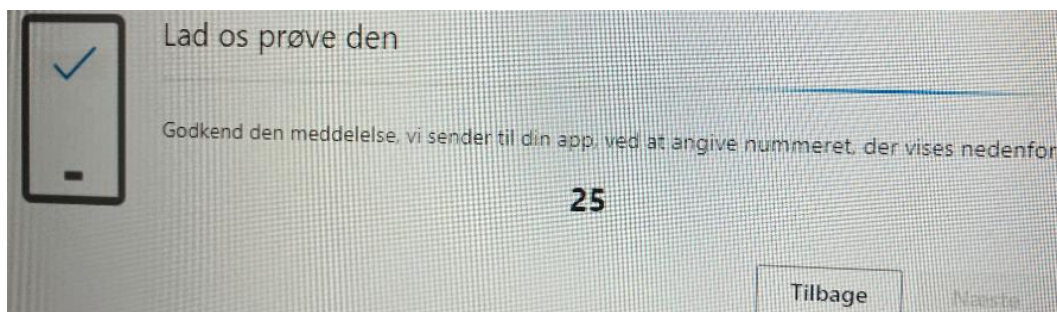 Lad os prøve den
Godkend den meddelelse, vi sender til din app, ved at angive nummeret, der vises nedenfor
25
Tilbage
Næste